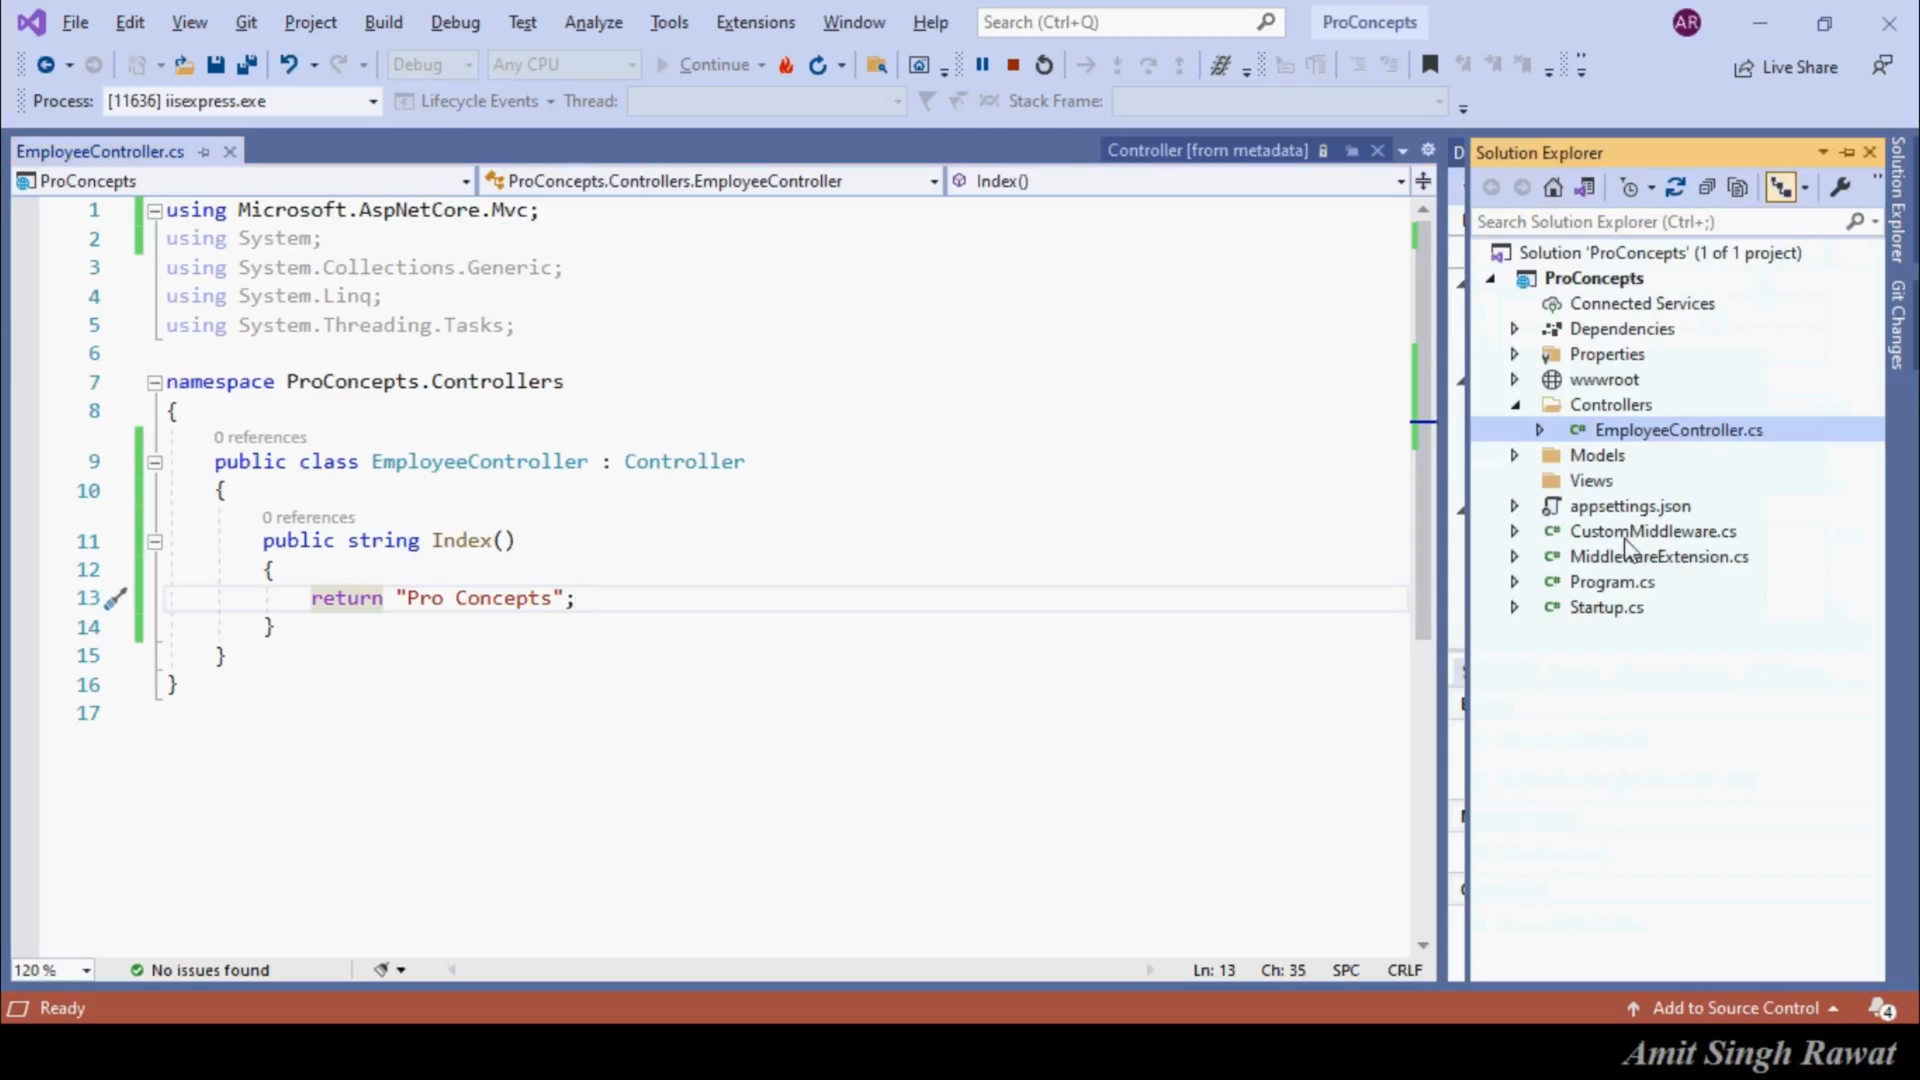 File Edit View Git Project Build Debug Test Analyze Tools Extensions Window Help Search (Ctrl+Q) ProConcepts AR
Debug Any CPU Continue Live Share
Process: [11636] iisexpress.exe Lifecycle Events Thread: Stack Frame:
EmployeeController.cs Controller [from metadata]
ProConcepts ProConcepts.Controllers.EmployeeController Index()
1 using Microsoft.AspNetCore.Mvc;
2 using System;
3 using System.Collections.Generic;
4 using System.Linq;
5 using System.Threading.Tasks;
6
7 namespace ProConcepts.Controllers
8 {
0 references
9 public class EmployeeController : Controller
10 {
0 references
11 public string Index()
12 {
13 return "Pro Concepts";
14 }
15 }
16 }
17
120 % No issues found Ln: 13 Ch: 35 SPC CRLF
Solution Explorer
Search Solution Explorer (Ctrl+;)
Solution 'ProConcepts' (1 of 1 project)
ProConcepts
Connected Services
Dependencies
Properties
wwwroot
Controllers
C# EmployeeController.cs
Models
Views
appsettings.json
C# CustomMiddleware.cs
C# MiddlewareExtension.cs
C# Program.cs
C# Startup.cs
Solution Explorer
Git Changes
Ready Add to Source Control 4
Amit Singh Rawat